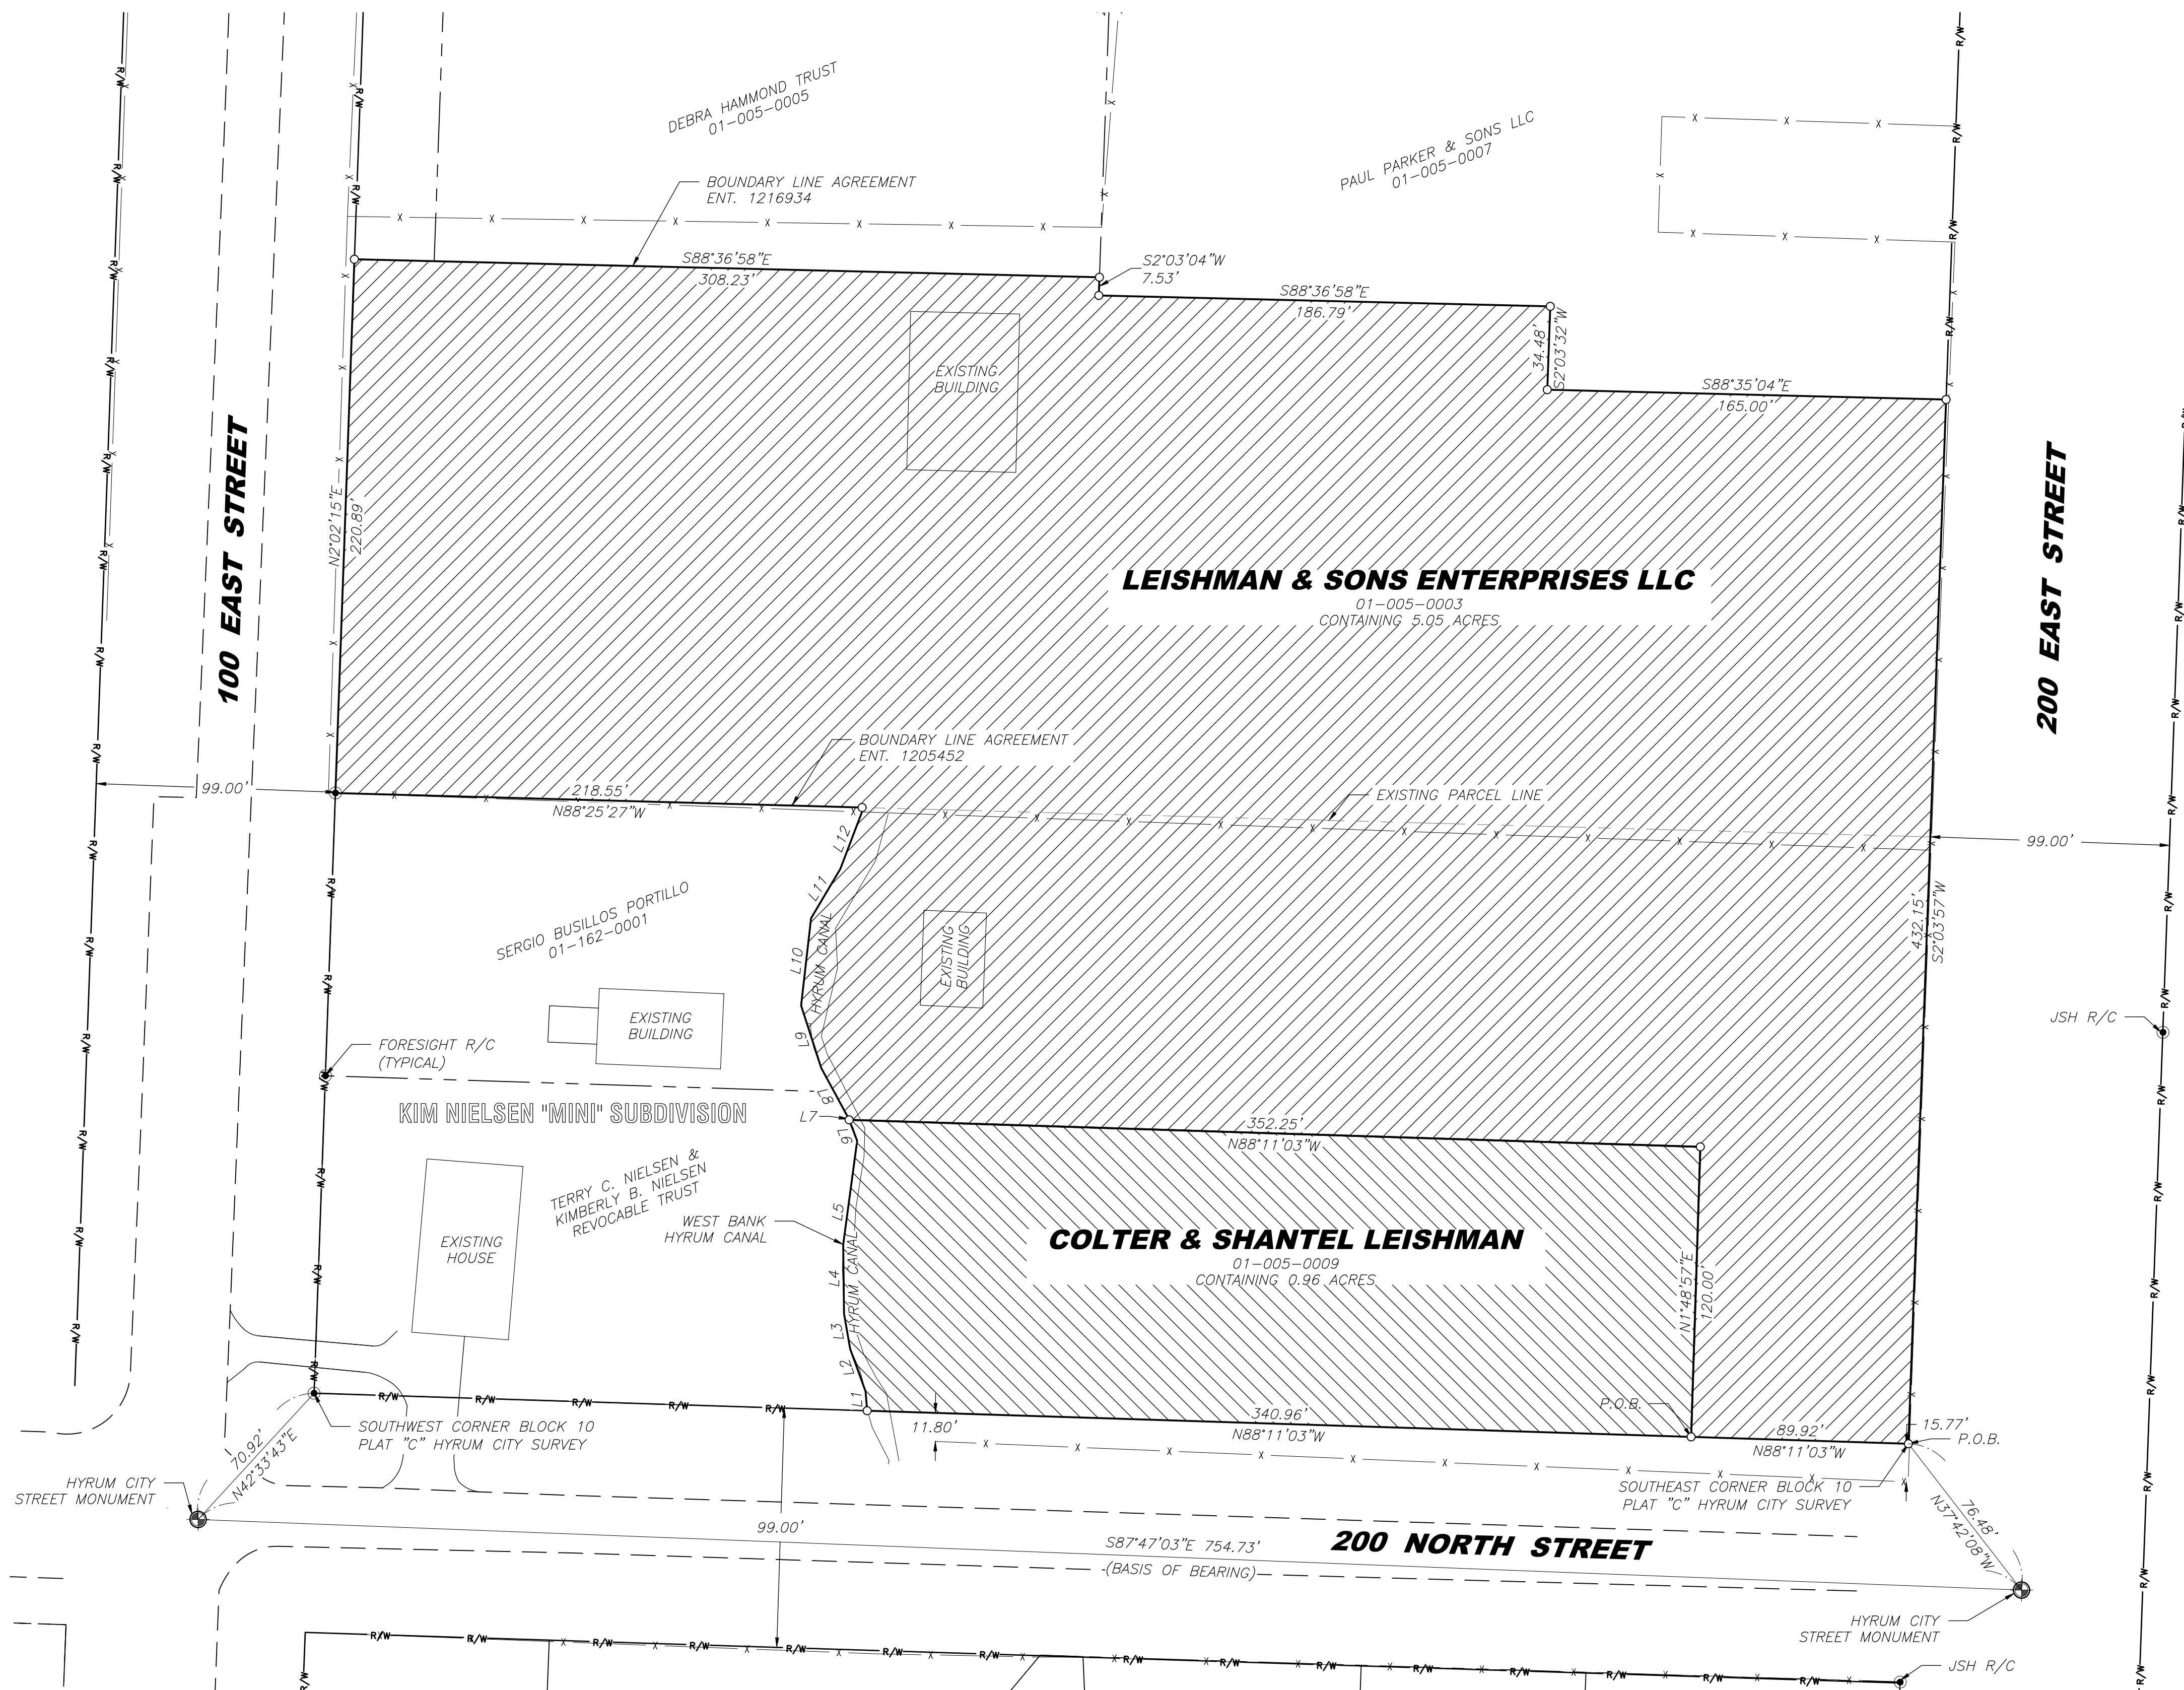 DEBRA HAMMOND TRUST
01-005-0005
PAUL PARKER & SONS LLC
01-005-0007
BOUNDARY LINE AGREEMENT
ENT. 1216934
S88°36'58"E
308.23'
S2°03'04"W
7.53'
S88°36'58"E
186.79'
34.48'
S2°03'32"W
S88°35'04"E
165.00'
EXISTING
BUILDING
100 EAST STREET
N2°02'15"E
220.89'
200 EAST STREET
LEISHMAN & SONS ENTERPRISES LLC
01-005-0003
CONTAINING 5.05 ACRES
BOUNDARY LINE AGREEMENT
ENT. 1205452
99.00'
218.55'
N88°25'27"W
EXISTING PARCEL LINE
99.00'
L12
L11
L10
L9
L8
L7
L6
L5
L4
L3
L2
L1
HYRUM CANAL
SERGIO BUSILLOS PORTILLO
01-162-0001
EXISTING
BUILDING
EXISTING
BUILDING
432.15'
S2°03'57"W
JSH R/C
FORESIGHT R/C
(TYPICAL)
KIM NIELSEN "MINI" SUBDIVISION
352.25'
N88°11'03"W
TERRY C. NIELSEN &
KIMBERLY B. NIELSEN
REVOCABLE TRUST
WEST BANK
HYRUM CANAL
HYRUM CANAL
EXISTING
HOUSE
COLTER & SHANTEL LEISHMAN
01-005-0009
CONTAINING 0.96 ACRES
N1°48'57"E
120.00'
P.O.B.
11.80'
340.96'
N88°11'03"W
89.92'
N88°11'03"W
15.77'
P.O.B.
SOUTHWEST CORNER BLOCK 10
PLAT "C" HYRUM CITY SURVEY
70.92'
N42°33'43"E
HYRUM CITY
STREET MONUMENT
SOUTHEAST CORNER BLOCK 10
PLAT "C" HYRUM CITY SURVEY
76.48'
N37°42'08"W
99.00'
S87°47'03"E 754.73'
(BASIS OF BEARING)
200 NORTH STREET
HYRUM CITY
STREET MONUMENT
JSH R/C
R/W
X